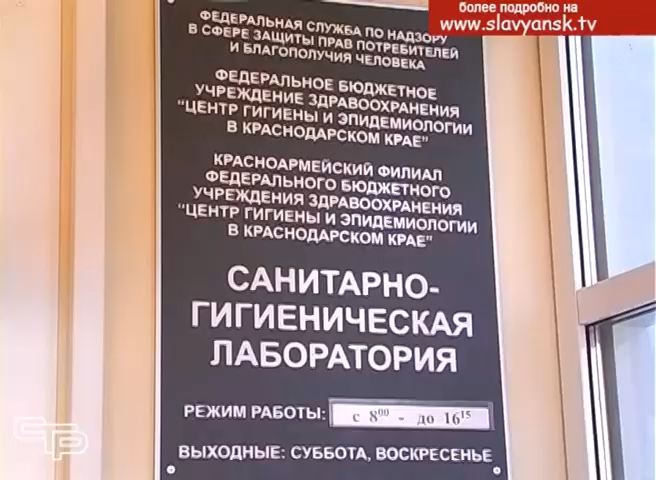 более подробно на
www.slavyansk.tv
ФЕДЕРАЛЬНАЯ СЛУЖБА ПО НАДЗОРУ
В СФЕРЕ ЗАЩИТЫ ПРАВ ПОТРЕБИТЕЛЕЙ
И БЛАГОПОЛУЧИЯ ЧЕЛОВЕКА
ФЕДЕРАЛЬНОЕ БЮДЖЕТНОЕ
УЧРЕЖДЕНИЕ ЗДРАВООХРАНЕНИЯ
"ЦЕНТР ГИГИЕНЫ И ЭПИДЕМИОЛОГИИ
В КРАСНОДАРСКОМ КРАЕ"
КРАСНОАРМЕЙСКИЙ ФИЛИАЛ
ФЕДЕРАЛЬНОГО БЮДЖЕТНОГО
УЧРЕЖДЕНИЯ ЗДРАВООХРАНЕНИЯ
"ЦЕНТР ГИГИЕНЫ И ЭПИДЕМИОЛОГИИ
В КРАСНОДАРСКОМ КРАЕ"
САНИТАРНО-
ГИГИЕНИЧЕСКАЯ
ЛАБОРАТОРИЯ
РЕЖИМ РАБОТЫ: с 8⁰⁰ - до 16¹⁵
ВЫХОДНЫЕ: СУББОТА, ВОСКРЕСЕНЬЕ
СТР